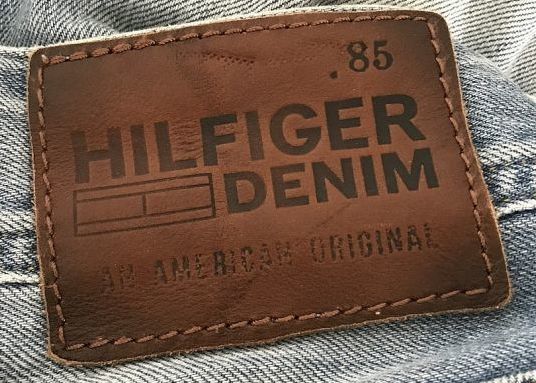 .85
HILFIGER
DENIM
AN AMERICAN ORIGINAL